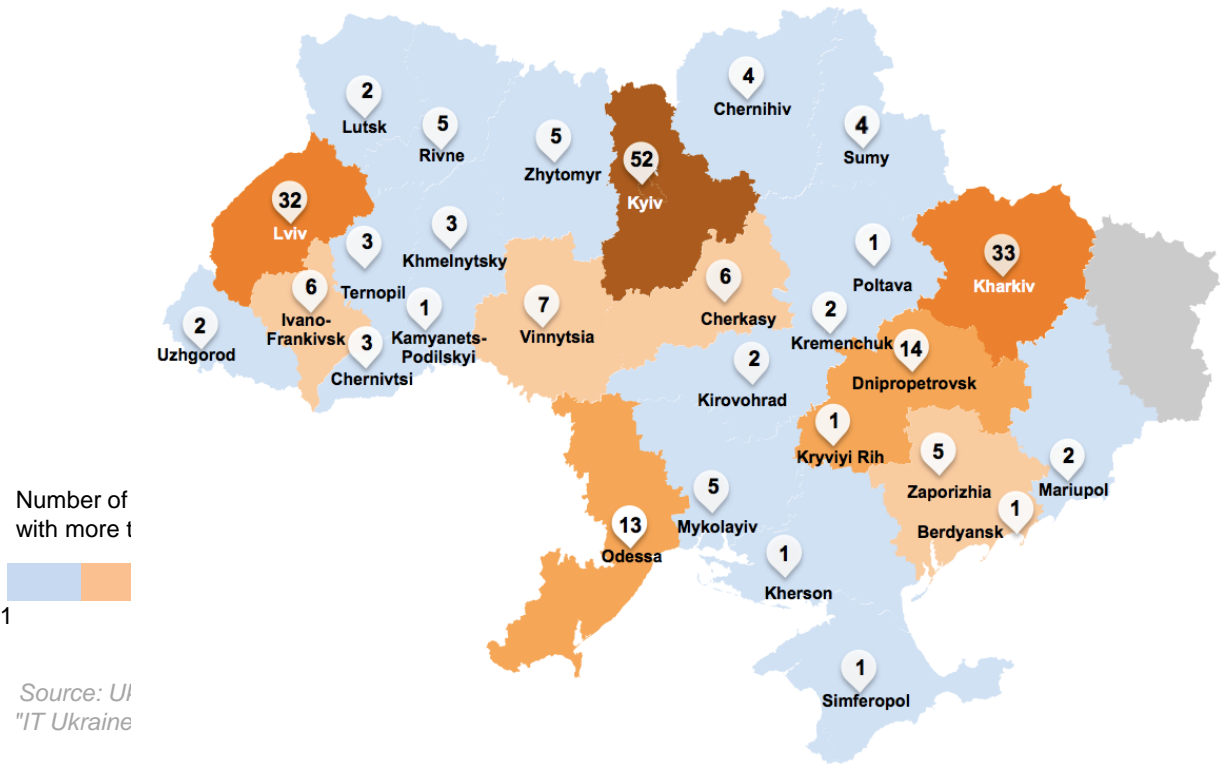 4
Chernihiv
2
Lutsk
5
Rivne
5
Zhytomyr
4
Sumy
52
Kyiv
32
Lviv
3
Khmelnytsky
3
Ternopil
1
Poltava
33
Kharkiv
6
Ivano-
Frankivsk
6
Cherkasy
7
Vinnytsia
1
Kamyanets-
Podilskyi
2
Uzhgorod
3
Chernivtsi
2
Kremenchuk
14
Dnipropetrovsk
2
Kirovohrad
1
Kryviyi Rih
5
Zaporizhia
2
Mariupol
5
Mykolayiv
1
Berdyansk
13
Odessa
1
Kherson
1
Simferopol
Number of
with more
1
Source:
"IT Ukraine